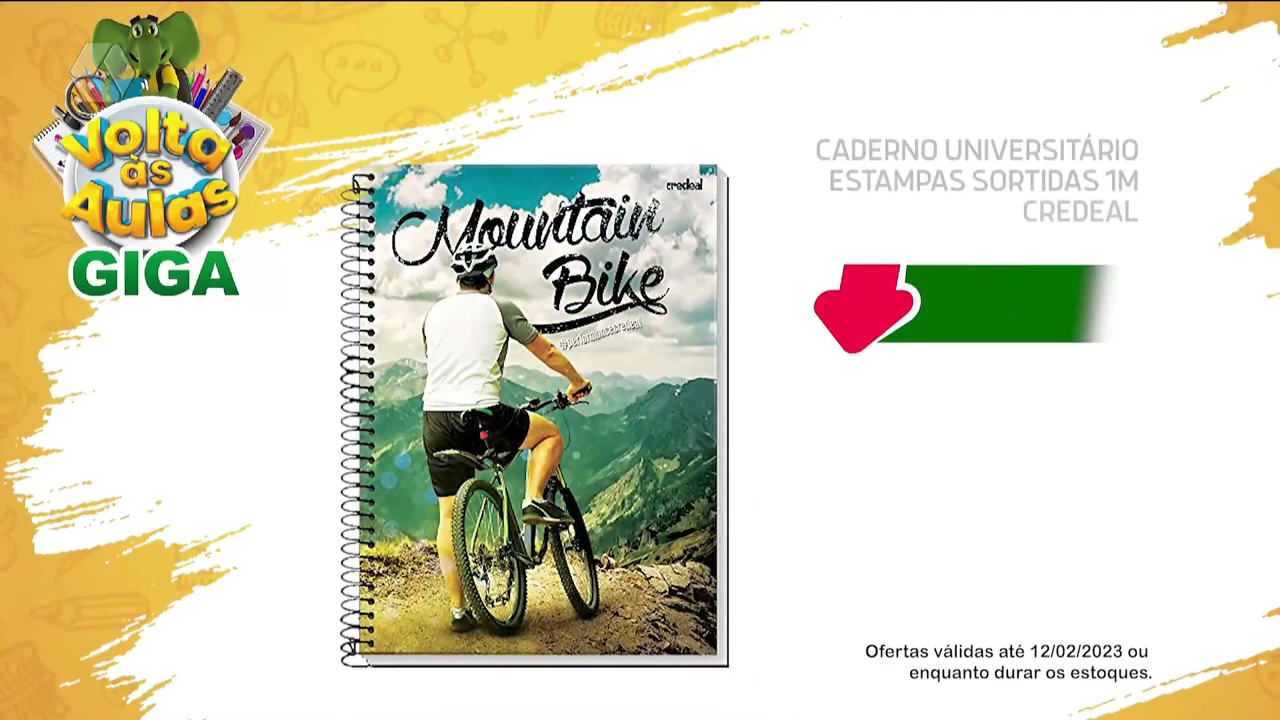 Volta
às
Aulas
GIGA
credeal
Mountain
Bike
@performancecredeal
CADERNO UNIVERSITÁRIO
ESTAMPAS SORTIDAS 1M
CREDEAL
Ofertas válidas até 12/02/2023 ou
enquanto durar os estoques.